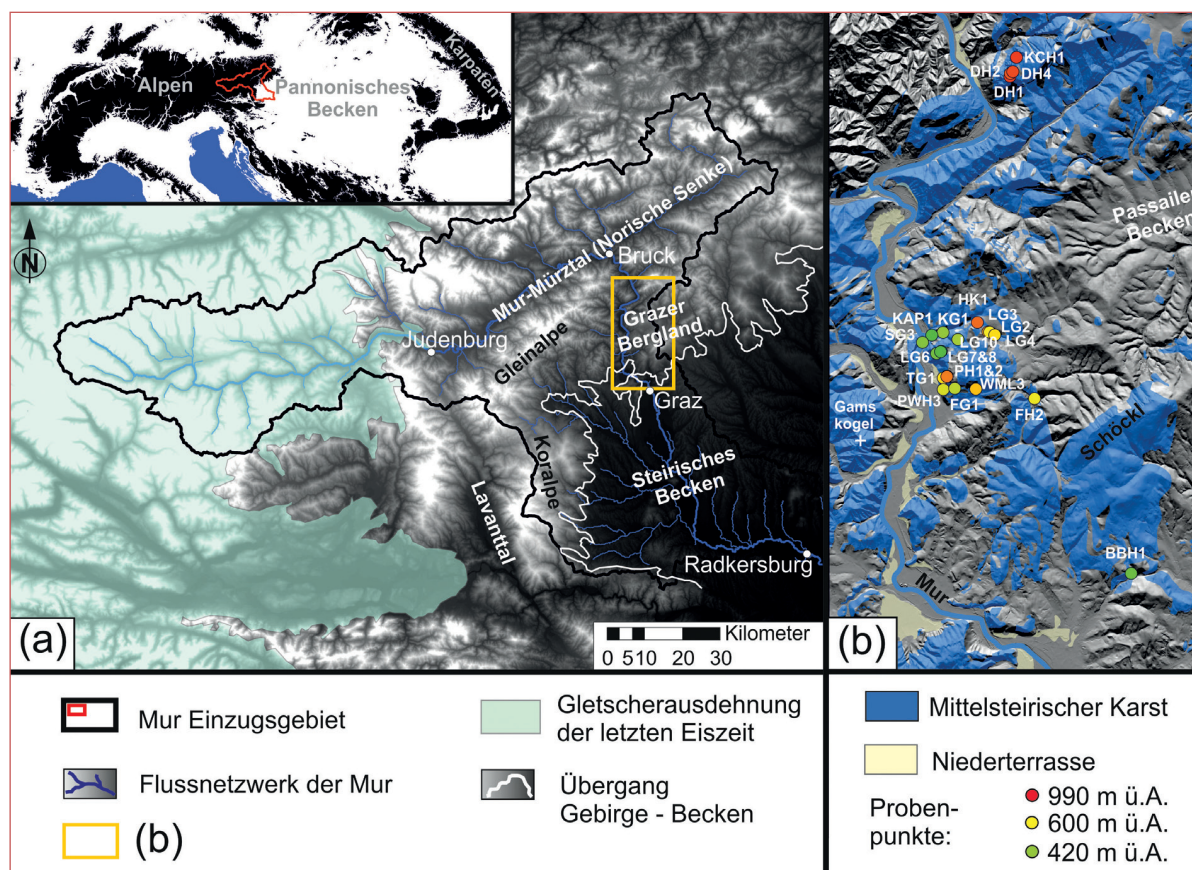 Alpen
Pannonisches
Becken
Karpaten
N
Mur-Mürztal (Norische Senke)
Bruck
Grazer
Bergland
Judenburg
Gleinalpe
Graz
Koralpe
Lavanttal
Steirisches
Becken
Radkersburg
(a)
Kilometer
0 5 10 20 30
KCH1
DH2
DH4
DH1
Passailer
Becken
HK1
LG3
KAP1
KG1
LG2
SG3
LG10
LG4
LG6
LG7&8
PH1&2
TG1
WML3
PWH3
FG1
FH2
Gams
kogel
Schöckl
BBH1
Mur
(b)
Mur Einzugsgebiet
Flussnetzwerk der Mur
(b)
Gletscherausdehnung
der letzten Eiszeit
Übergang
Gebirge - Becken
Mittelsteirischer Karst
Niederterrasse
Proben-
punkte:
990 m ü.A.
600 m ü.A.
420 m ü.A.